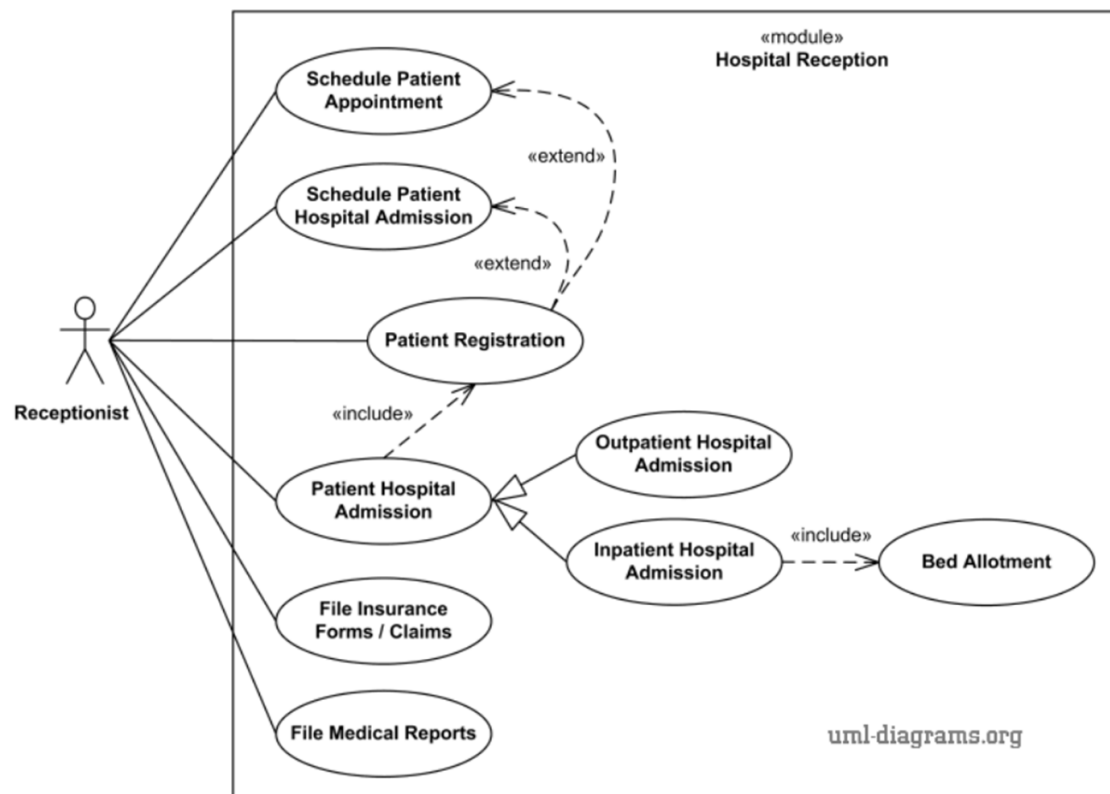 «module»
Hospital Reception
Schedule Patient
Appointment
«extend»
Schedule Patient
Hospital Admission
«extend»
Patient Registration
Receptionist
«include»
Outpatient Hospital
Admission
Patient Hospital
Admission
«include»
Inpatient Hospital
Admission
Bed Allotment
File Insurance
Forms / Claims
File Medical Reports
uml-diagrams.org